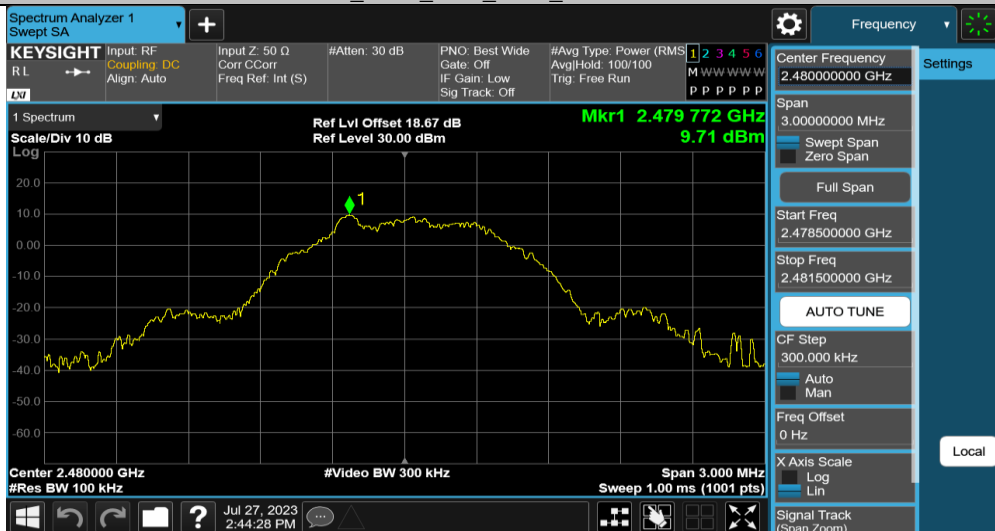 Spectrum Analyzer 1
Swept SA
+
Frequency
KEYSIGHT
R L
LXI
Input: RF
Coupling: DC
Align: Auto
Input Z: 50 Ω
Corr CCorr
Freq Ref: Int (S)
#Atten: 30 dB
PNO: Best Wide
Gate: Off
IF Gain: Low
Sig Track: Off
#Avg Type: Power (RMS
Avg|Hold: 100/100
Trig: Free Run
1 2 3 4 5 6
M W W W W W
P P P P P P
1 Spectrum
Scale/Div 10 dB
Log
Ref Lvl Offset 18.67 dB
Ref Level 30.00 dBm
Mkr1 2.479 772 GHz
9.71 dBm
1
20.0
10.0
0.00
-10.0
-20.0
-30.0
-40.0
-50.0
-60.0
Center 2.480000 GHz
#Res BW 100 kHz
#Video BW 300 kHz
Span 3.000 MHz
Sweep 1.00 ms (1001 pts)
Center Frequency
2.480000000 GHz
Span
3.00000000 MHz
Swept Span
Zero Span
Full Span
Start Freq
2.478500000 GHz
Stop Freq
2.481500000 GHz
AUTO TUNE
CF Step
300.000 kHz
Auto
Man
Freq Offset
0 Hz
X Axis Scale
Log
Lin
Signal Track
(Span Zoom)
Settings
Local
?
Jul 27, 2023
2:44:28 PM